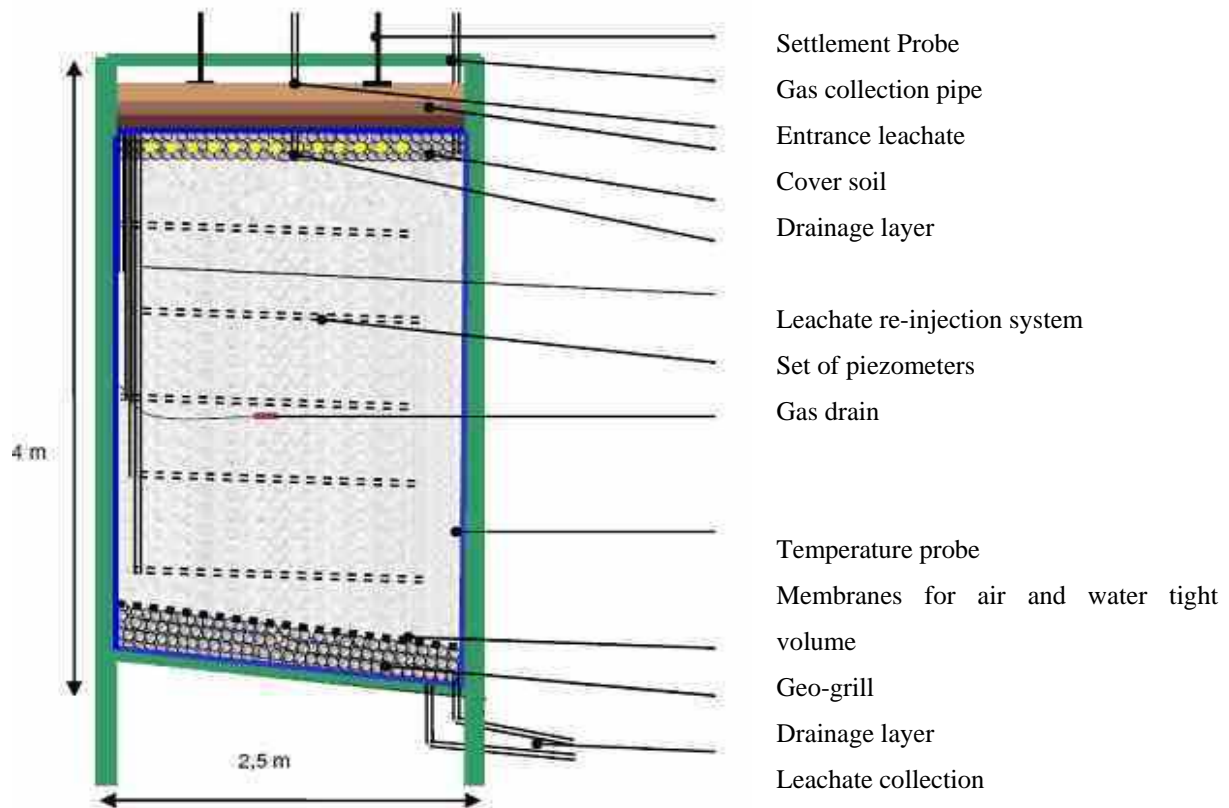 Settlement Probe
Gas collection pipe
Entrance leachate
Cover soil
Drainage layer
Leachate re-injection system
Set of piezometers
Gas drain
4 m
Temperature probe
Membranes for air and water tight
volume
Geo-grill
Drainage layer
2,5 m
Leachate collection